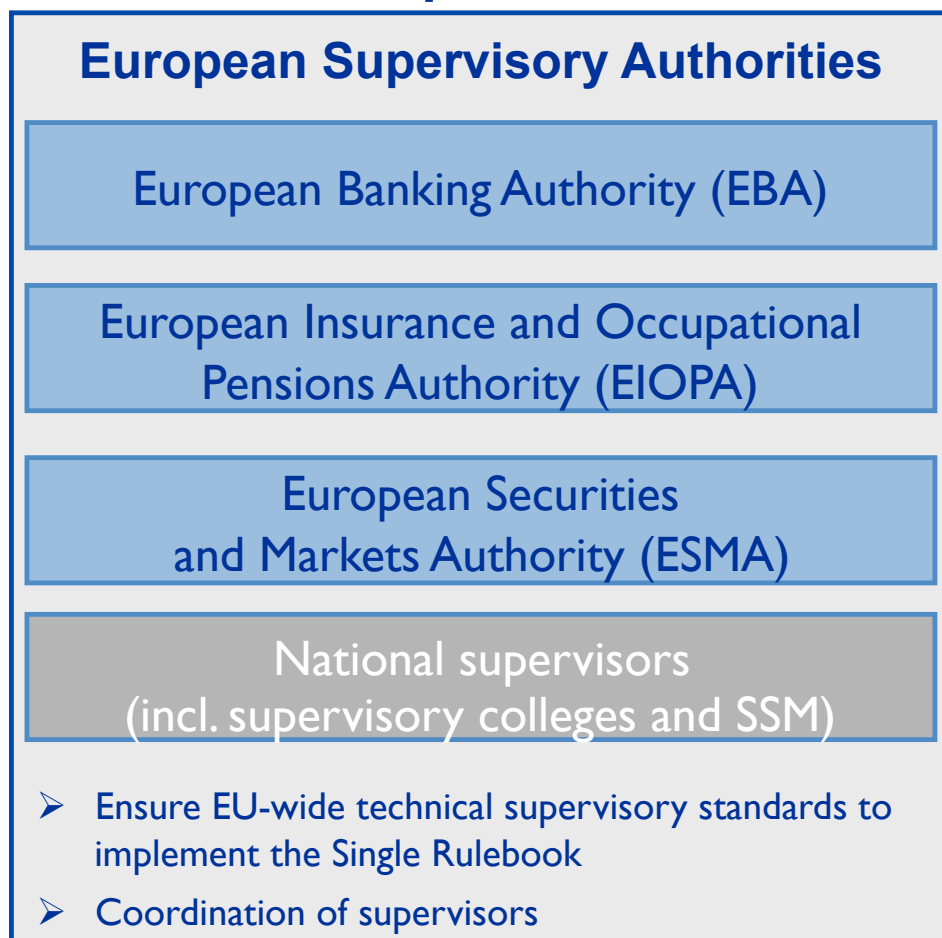 European Supervisory Authorities
European Banking Authority (EBA)
European Insurance and Occupational
Pensions Authority (EIOPA)
European Securities
and Markets Authority (ESMA)
National supervisors
(incl. supervisory colleges and SSM)
➢ Ensure EU-wide technical supervisory standards to
implement the Single Rulebook
➢ Coordination of supervisors